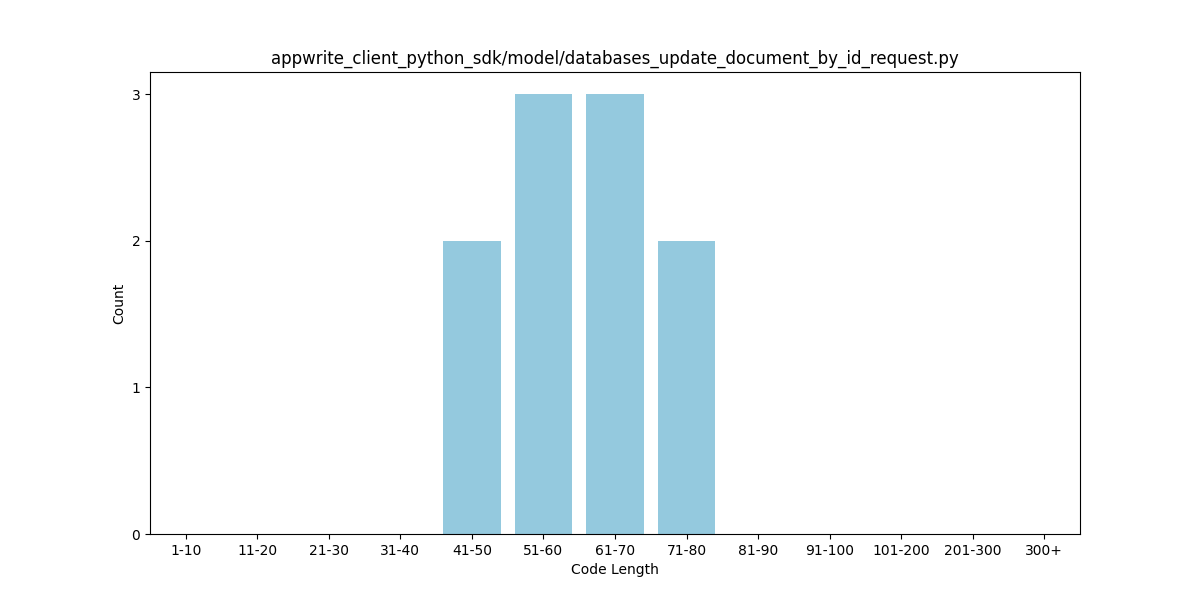 appwrite_client_python_sdk/model/databases_update_document_by_id_request.py
3
2
1
0
Count
1-10 11-20 21-30 31-40 41-50 51-60 61-70 71-80 81-90 91-100 101-200 201-300 300+
Code Length